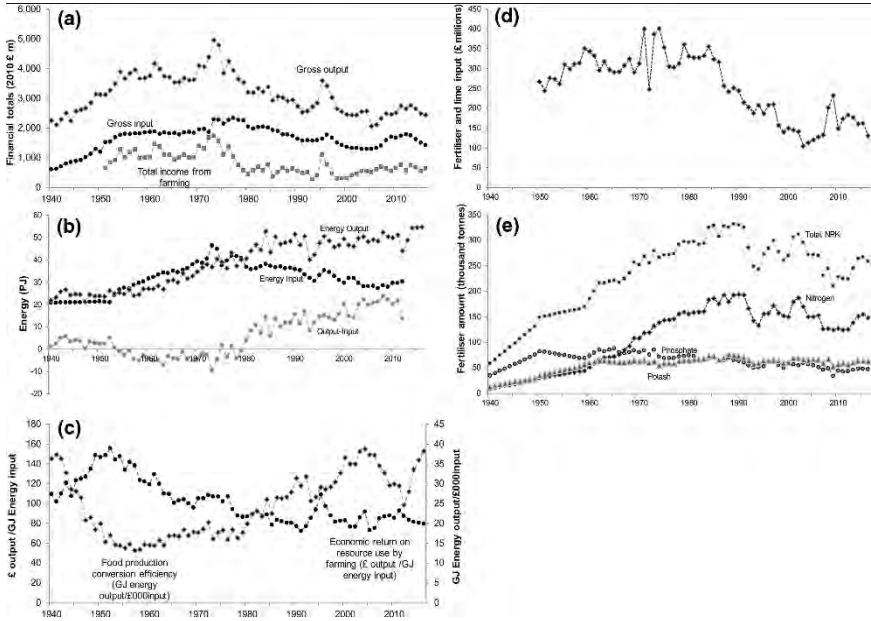 (a)
Financial totals (2010 £ m)
6,000
5,000
4,000
3,000
2,000
1,000
0
Gross output
Gross input
Total income from
farming
1940 1950 1960 1970 1980 1990 2000 2010
(b)
Energy (PJ)
60
50
40
30
20
10
0
-10
-20
Energy Output
Energy Input
Output-Input
1940 1950 1960 1970 1980 1990 2000 2010
(c)
£ output /GJ Energy input
180
160
140
120
100
80
60
40
20
0
Food production
conversion efficiency
(GJ energy
output/£000input)
Economic return on
resource use by
farming (£ output /GJ
energy input)
45
40
35
30
25
20
15
10
5
0
GJ Energy output/£000input
1940 1950 1960 1970 1980 1990 2000 2010
(d)
Fertiliser and lime input (£ millions)
450
400
350
300
250
200
150
100
50
0
1940 1950 1960 1970 1980 1990 2000 2010
(e)
Fertiliser amount (thousand tonnes)
350
300
250
200
150
100
50
0
Total NPK
Nitrogen
Phosphate
Potash
1940 1950 1960 1970 1980 1990 2000 2010